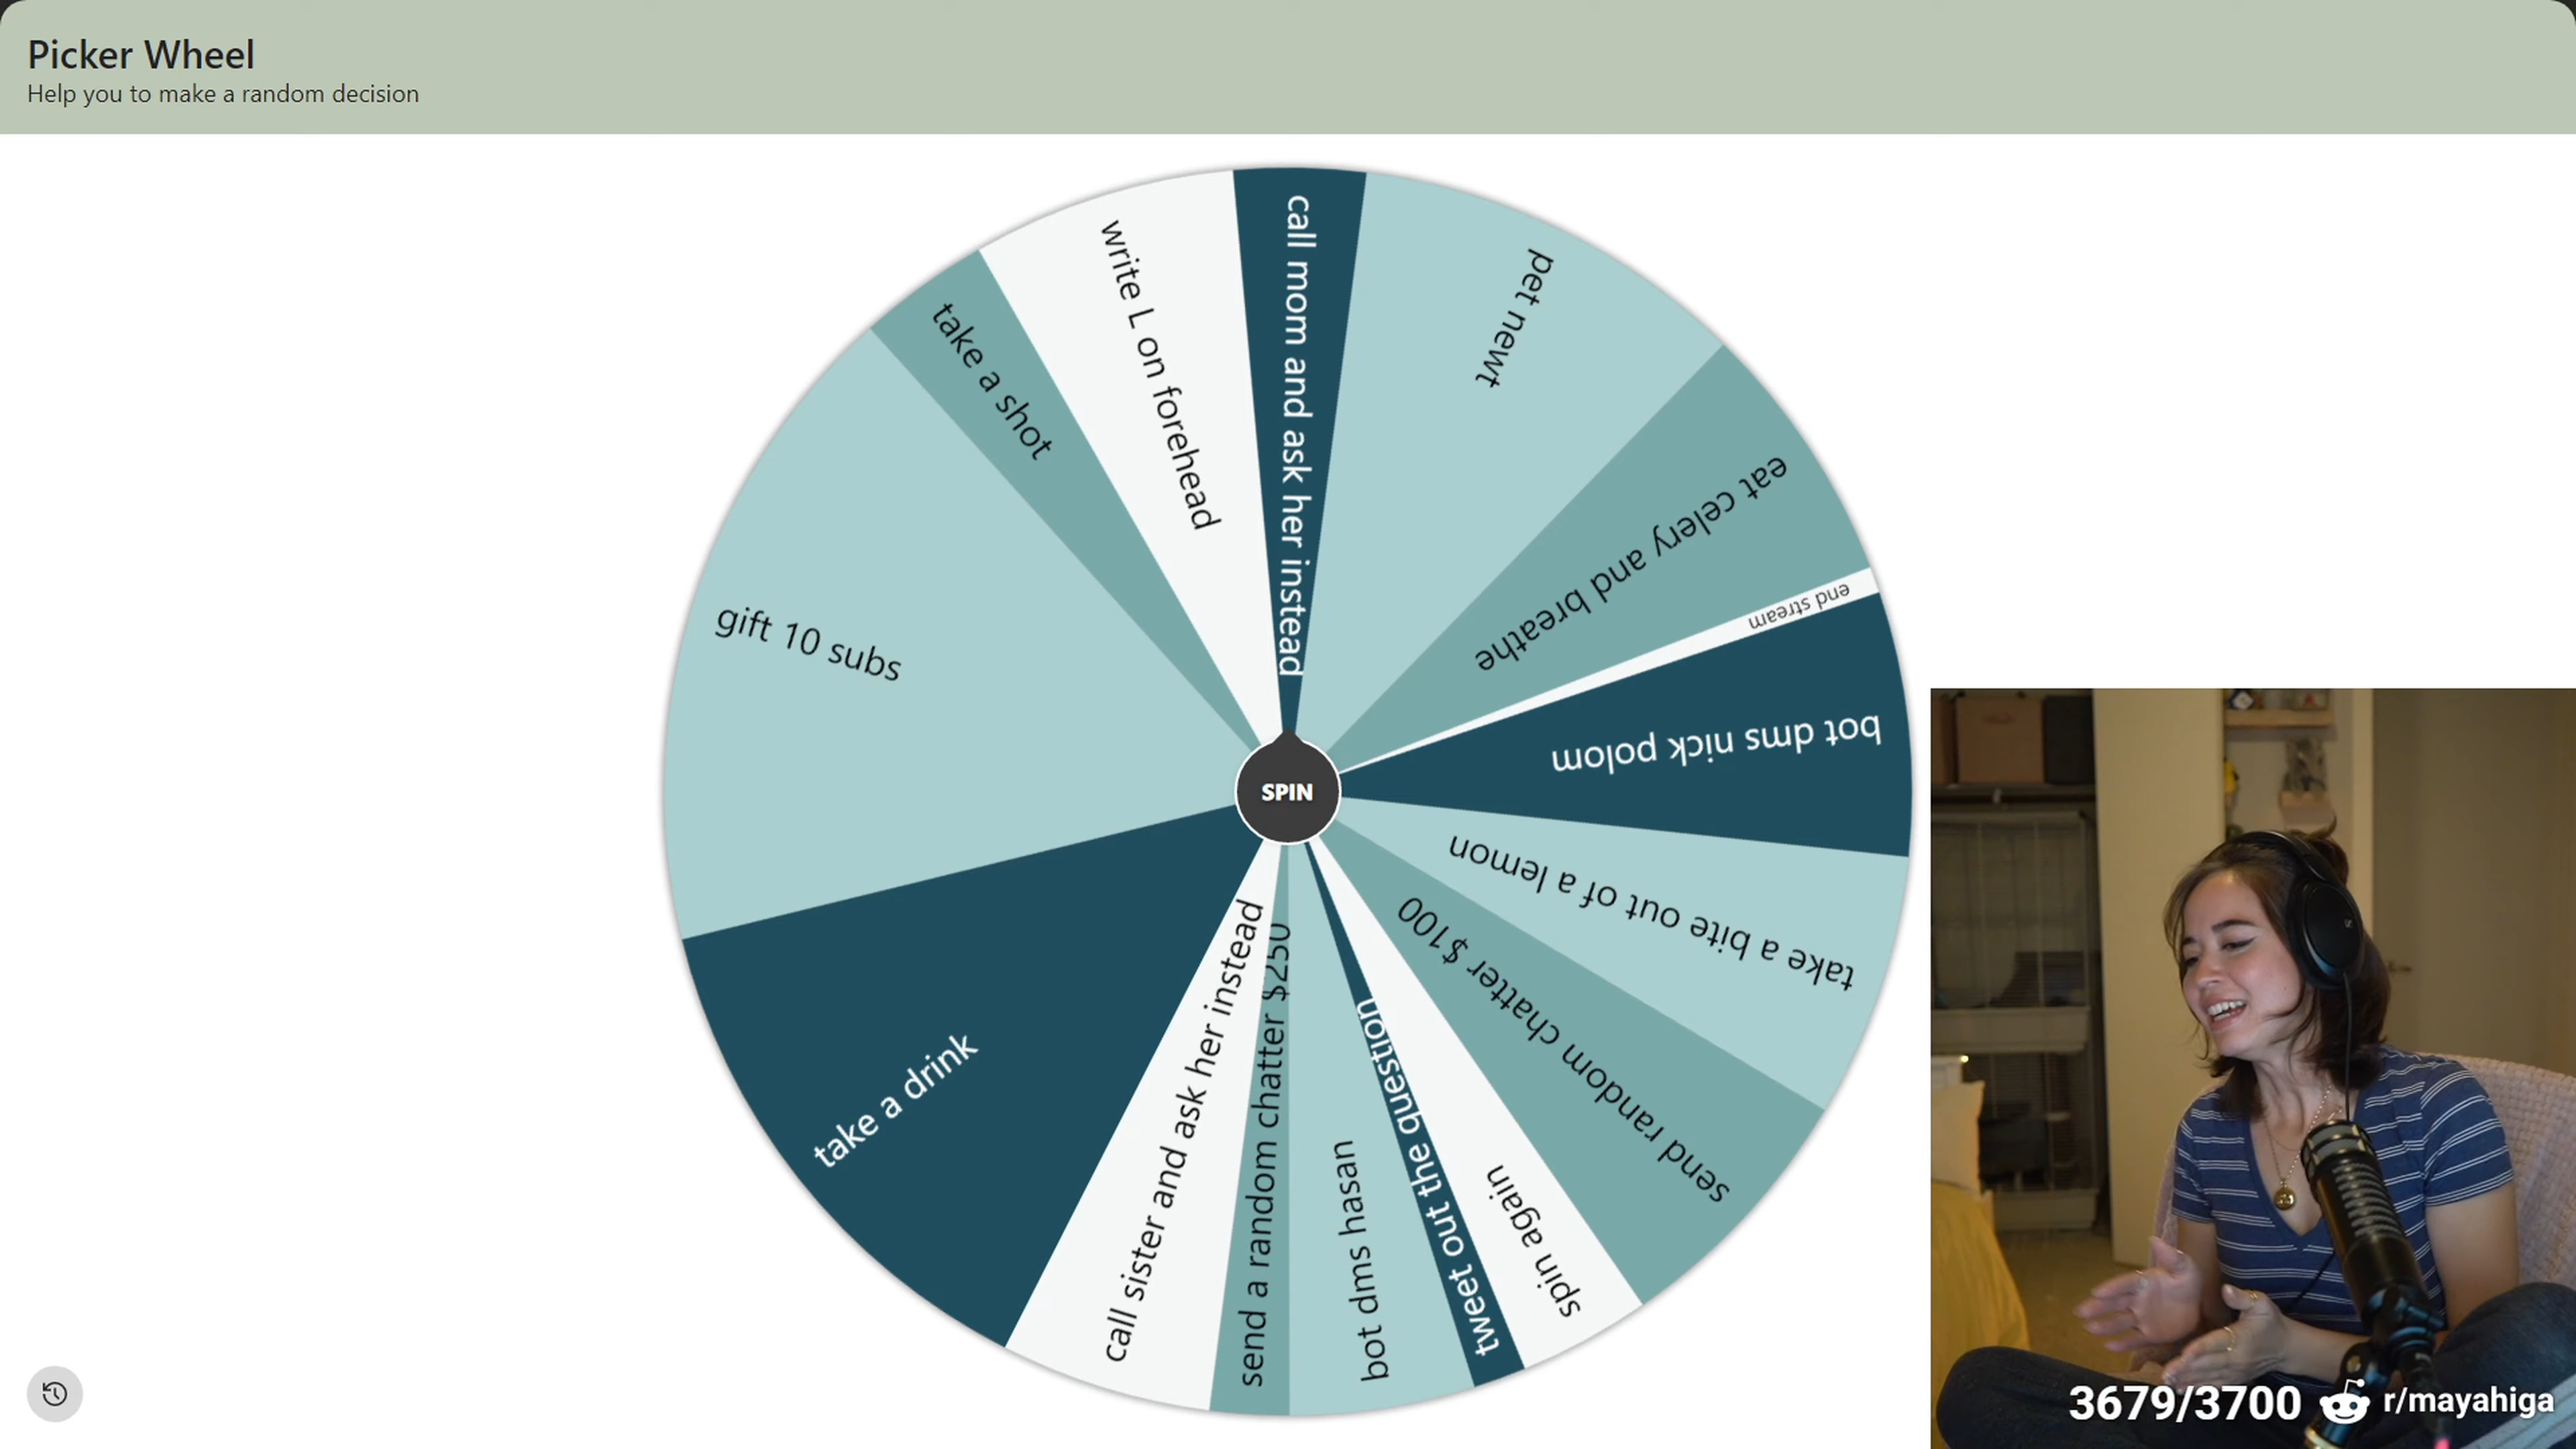 Picker Wheel
Help you to make a random decision
call mom and ask her instead
pet newt
eat celery and breathe
end stream
bot dms nick polom
take a bite out of a lemon
send random chatter $100
spin again
tweet out the question
bot dms hasan
send a random chatter $250
call sister and ask her instead
take a drink
gift 10 subs
take a shot
write L on forehead
SPIN
3679/3700 r/mayahiga